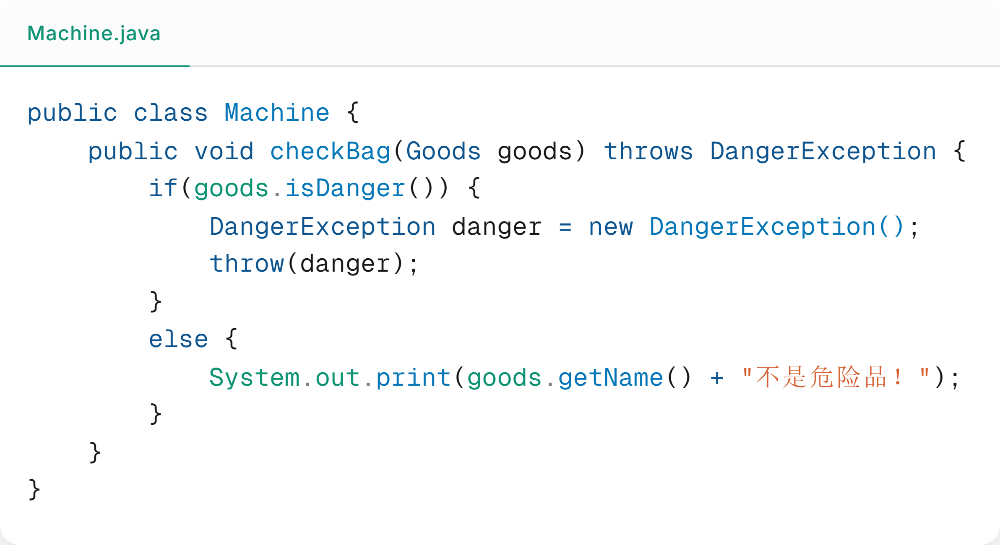 Machine.java
public class Machine {
    public void checkBag(Goods goods) throws DangerException {
        if(goods.isDanger()) {
            DangerException danger = new DangerException();
            throw(danger);
        }
        else {
            System.out.print(goods.getName() + "不是危险品！");
        }
    }
}